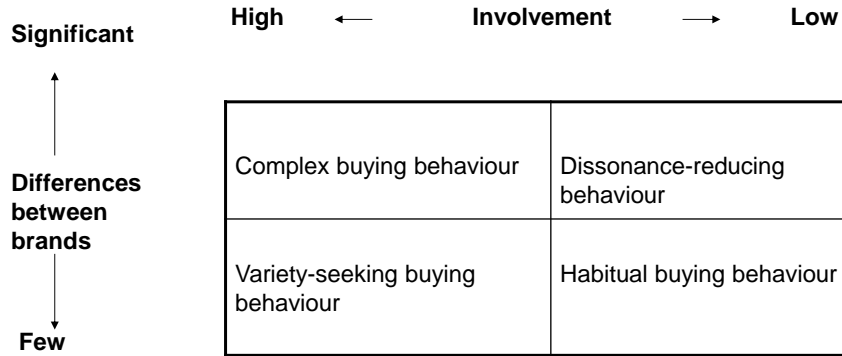 High Involvement Low
Significant
Complex buying behaviour
Dissonance-reducing
behaviour
Differences
between
brands
Variety-seeking buying
behaviour
Habitual buying behaviour
Few